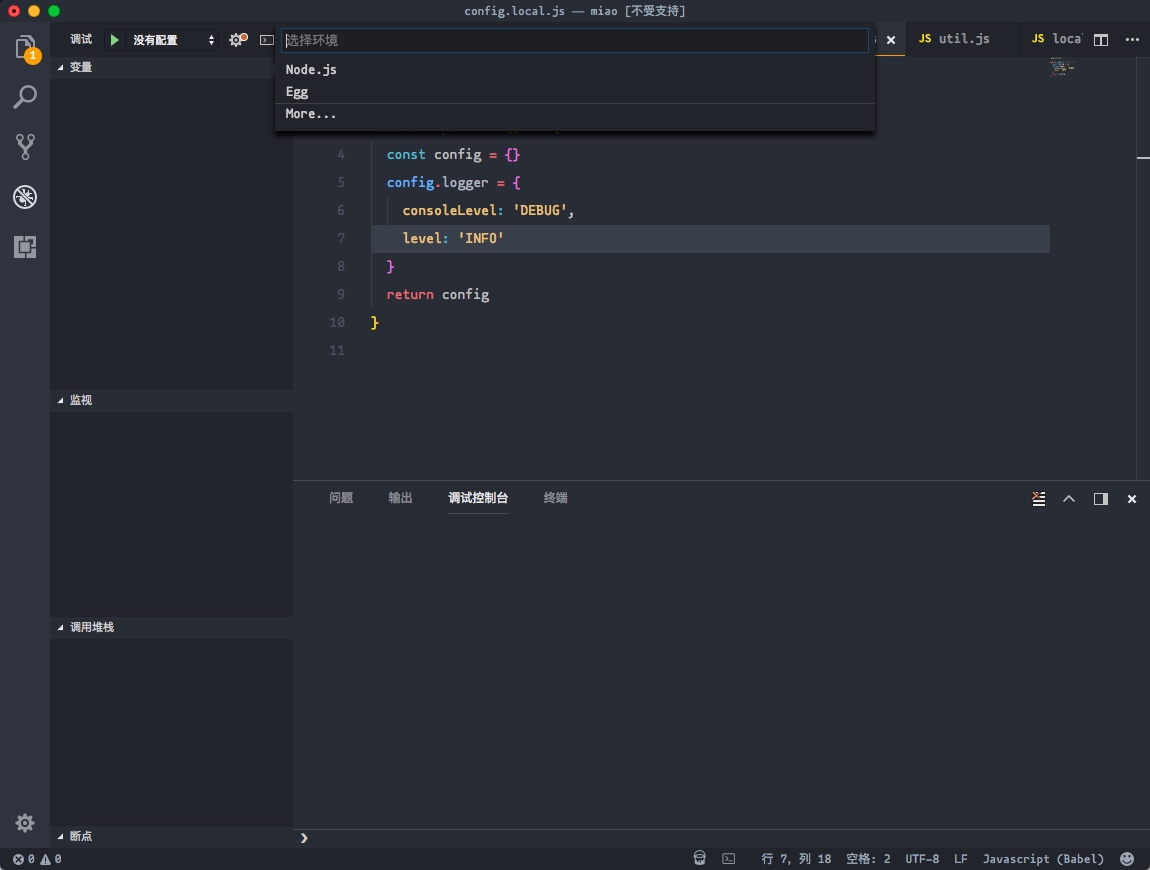 config.local.js — miao [不受支持]
调试
没有配置
选择环境
JS util.js
JS loca
Node.js
Egg
More...
1
变量
4 const config = {}
5 config.logger = {
6 consoleLevel: 'DEBUG',
7 level: 'INFO'
8 }
9 return config
10 }
11
监视
问题
输出
调试控制台
终端
调用堆栈
断点
❯
0 0
行 7, 列 18
空格: 2
UTF-8
LF
Javascript (Babel)